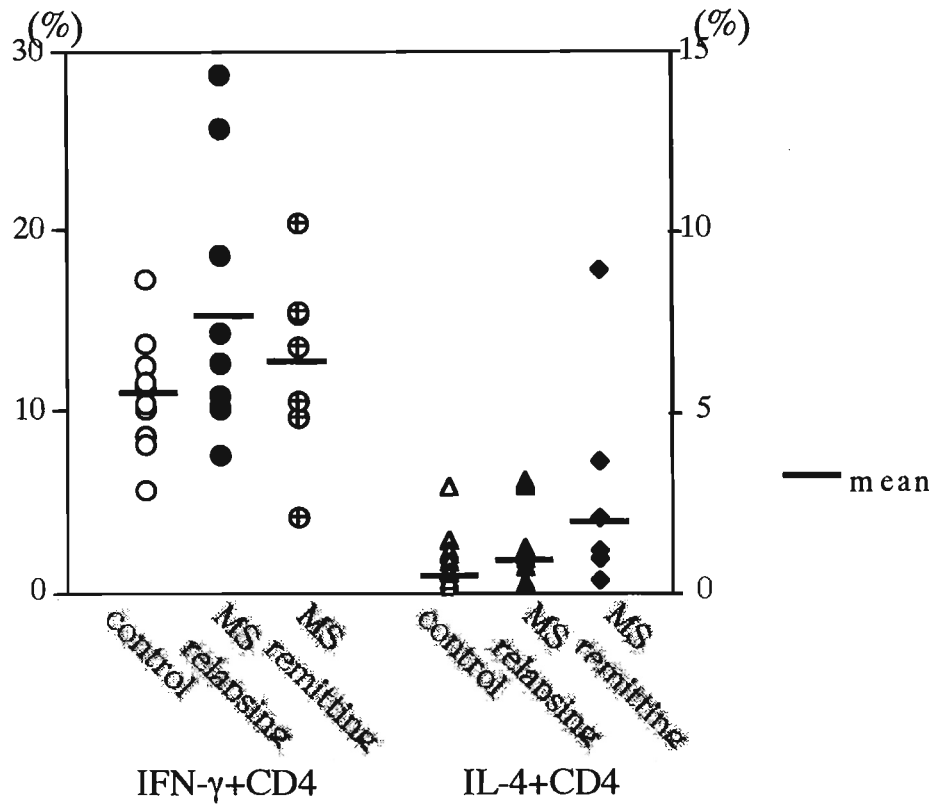 (%) (%)
30 15
20 10
10 5
mean
0 0
control MS relapsing MS remitting control MS relapsing MS remitting
IFN-γ+CD4 IL-4+CD4